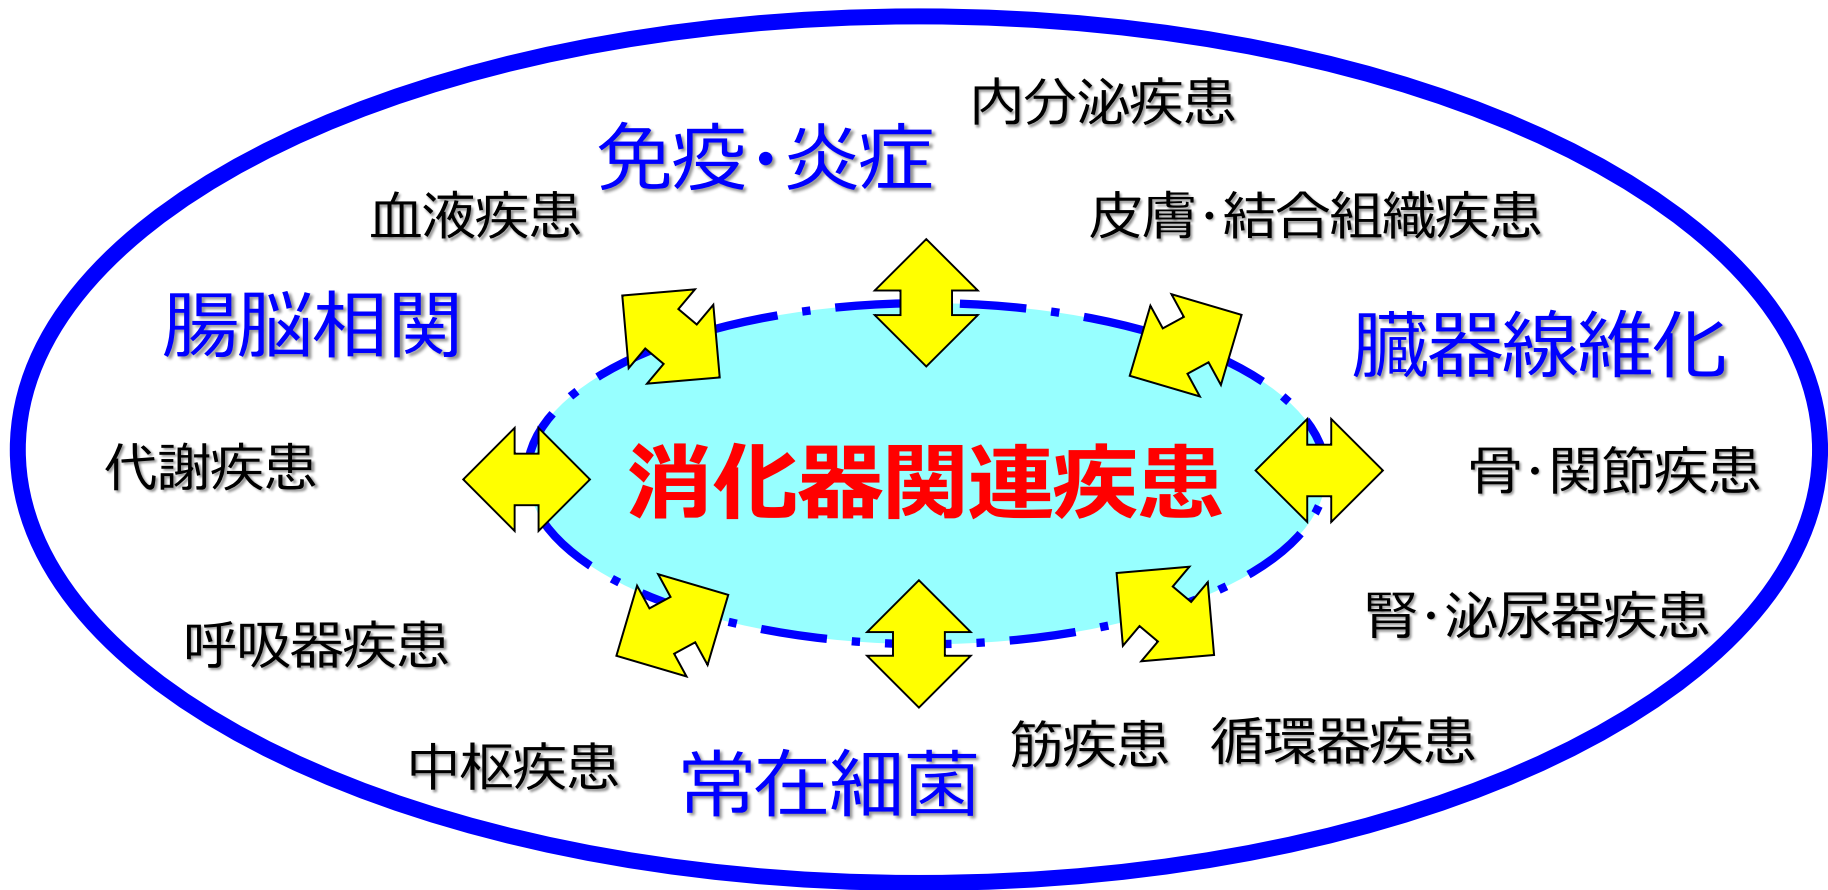 内分泌疾患
免疫･炎症
血液疾患
皮膚･結合組織疾患
腸脳相関
臓器線維化
代謝疾患
消化器関連疾患
骨･関節疾患
呼吸器疾患
腎･泌尿器疾患
中枢疾患
常在細菌
筋疾患
循環器疾患